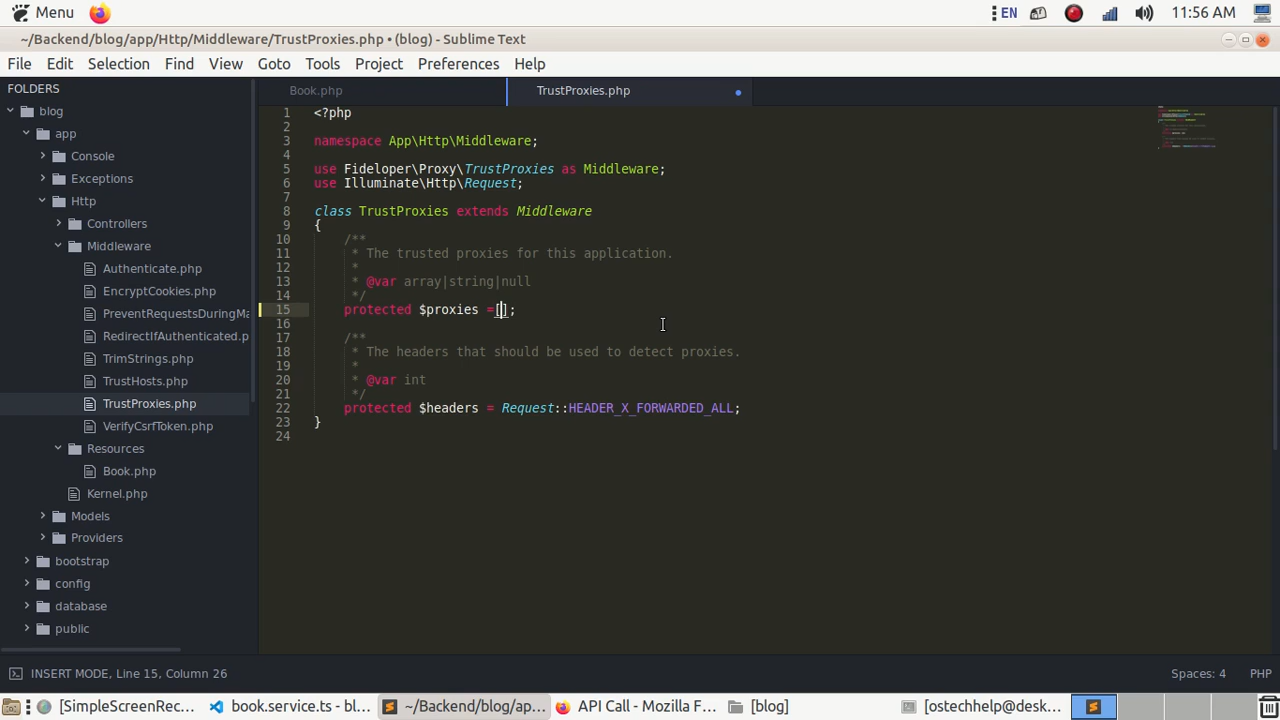 Menu
EN
11:56 AM
~/Backend/blog/app/Http/Middleware/TrustProxies.php • (blog) - Sublime Text
File Edit Selection Find View Goto Tools Project Preferences Help
FOLDERS
blog
app
Console
Exceptions
Http
Controllers
Middleware
Authenticate.php
EncryptCookies.php
PreventRequestsDuringMa
RedirectIfAuthenticated.p
TrimStrings.php
TrustHosts.php
TrustProxies.php
VerifyCsrfToken.php
Resources
Book.php
Kernel.php
Models
Providers
bootstrap
config
database
public
Book.php
TrustProxies.php
1 <?php
2
3 namespace App\Http\Middleware;
4
5 use Fideloper\Proxy\TrustProxies as Middleware;
6 use Illuminate\Http\Request;
7
8 class TrustProxies extends Middleware
9 {
10 /**
11 * The trusted proxies for this application.
12 *
13 * @var array|string|null
14 */
15 protected $proxies =[];
16
17 /**
18 * The headers that should be used to detect proxies.
19 *
20 * @var int
21 */
22 protected $headers = Request::HEADER_X_FORWARDED_ALL;
23 }
24
INSERT MODE, Line 15, Column 26
Spaces: 4
PHP
[SimpleScreenRec...
book.service.ts - bl...
~/Backend/blog/ap...
API Call - Mozilla F...
[blog]
[ostechhelp@desk...